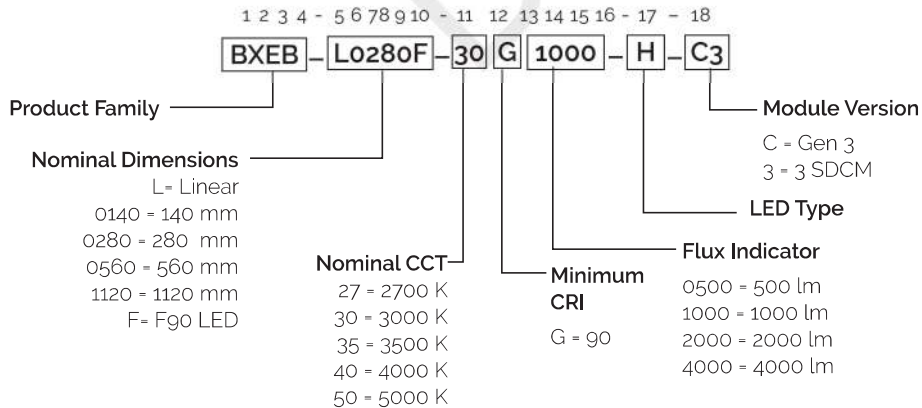 1 2 3 4 - 5 6 7 8 9 10 - 11 12 13 14 15 16 - 17 - 18
BXEB - L0280F - 30 G 1000 - H - C3
Product Family
Nominal Dimensions
L= Linear
0140 = 140 mm
0280 = 280 mm
0560 = 560 mm
1120 = 1120 mm
F= F90 LED
Nominal CCT
27 = 2700 K
30 = 3000 K
35 = 3500 K
40 = 4000 K
50 = 5000 K
Minimum
CRI
G = 90
Flux Indicator
0500 = 500 lm
1000 = 1000 lm
2000 = 2000 lm
4000 = 4000 lm
LED Type
Module Version
C = Gen 3
3 = 3 SDCM